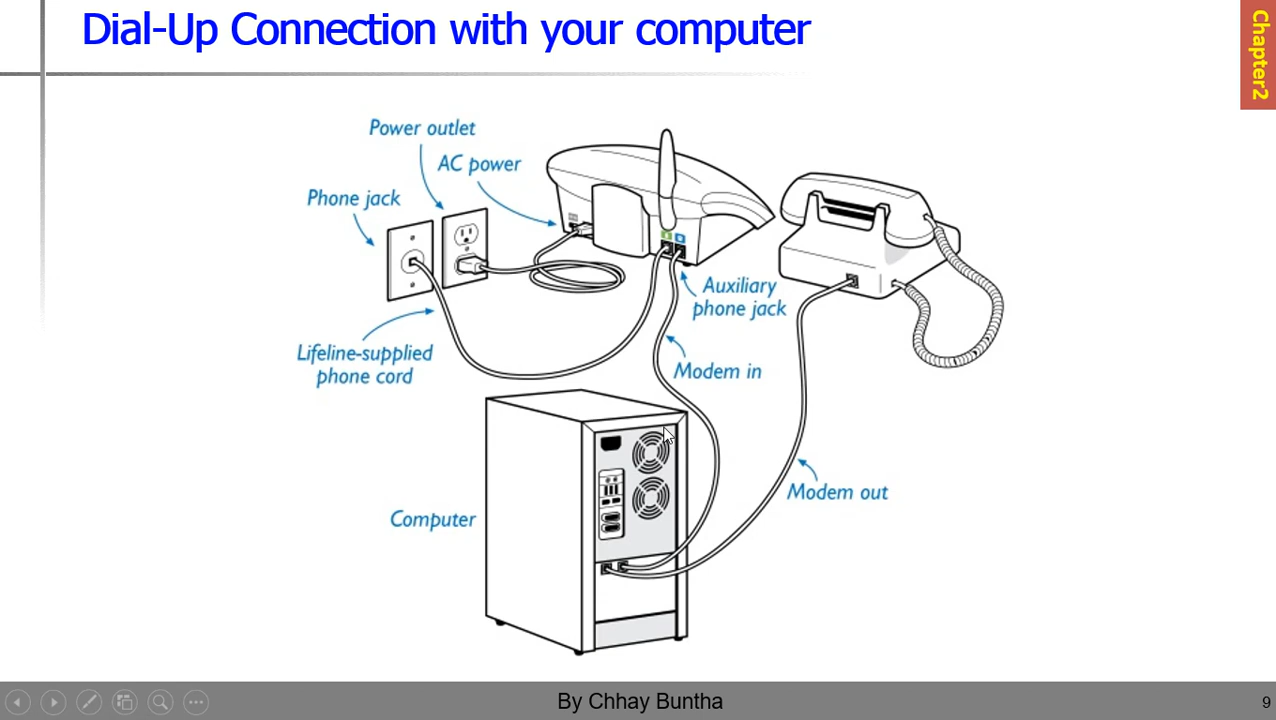 Dial-Up Connection with your computer
Chapter2
Power outlet
AC power
Phone jack
Auxiliary
phone jack
Lifeline-supplied
phone cord
Modem in
Modem out
Computer
By Chhay Buntha
9